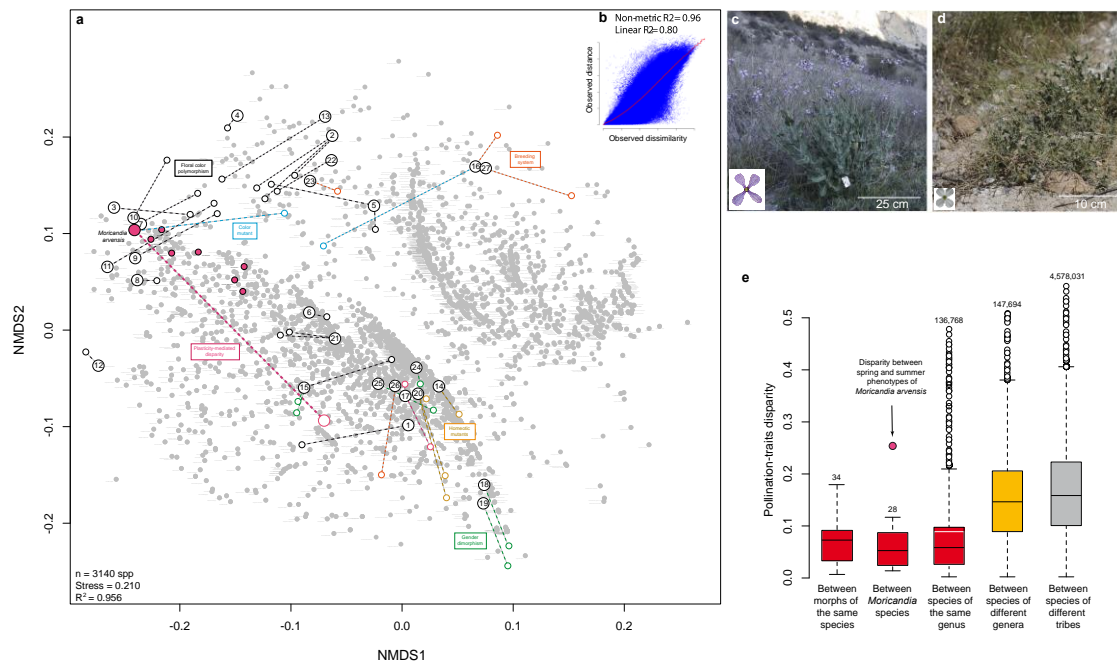 a
NMDS2
0.2
0.1
0.0
-0.1
-0.2
4
13
2
22
23
Floral color
polymorphism
3
10
7
Moricandia
arvensis
11
9
8
12
Color
mutant
5
16
27
Breeding
system
6
21
Plasticity-mediated
disparity
15
25
26
24
17
20
14
1
Homeotic
mutants
18
19
Gender
dimorphism
n = 3140 spp
Stress = 0.210
R2 = 0.956
-0.2
-0.1
0.0
0.1
0.2
NMDS1
b
Non-metric R2= 0.96
Linear R2= 0.80
Observed distance
Observed dissimilarity
c
25 cm
d
10 cm
e
Pollination-traits disparity
0.5
0.4
0.3
0.2
0.1
0.0
34
28
136,768
147,694
4,578,031
Disparity between
spring and summer
phenotypes of
Moricandia arvensis
Between
morphs of
the same
species
Between
Moricandia
species
Between
species of
the same
genus
Between
species of
different
genera
Between
species of
different
tribes